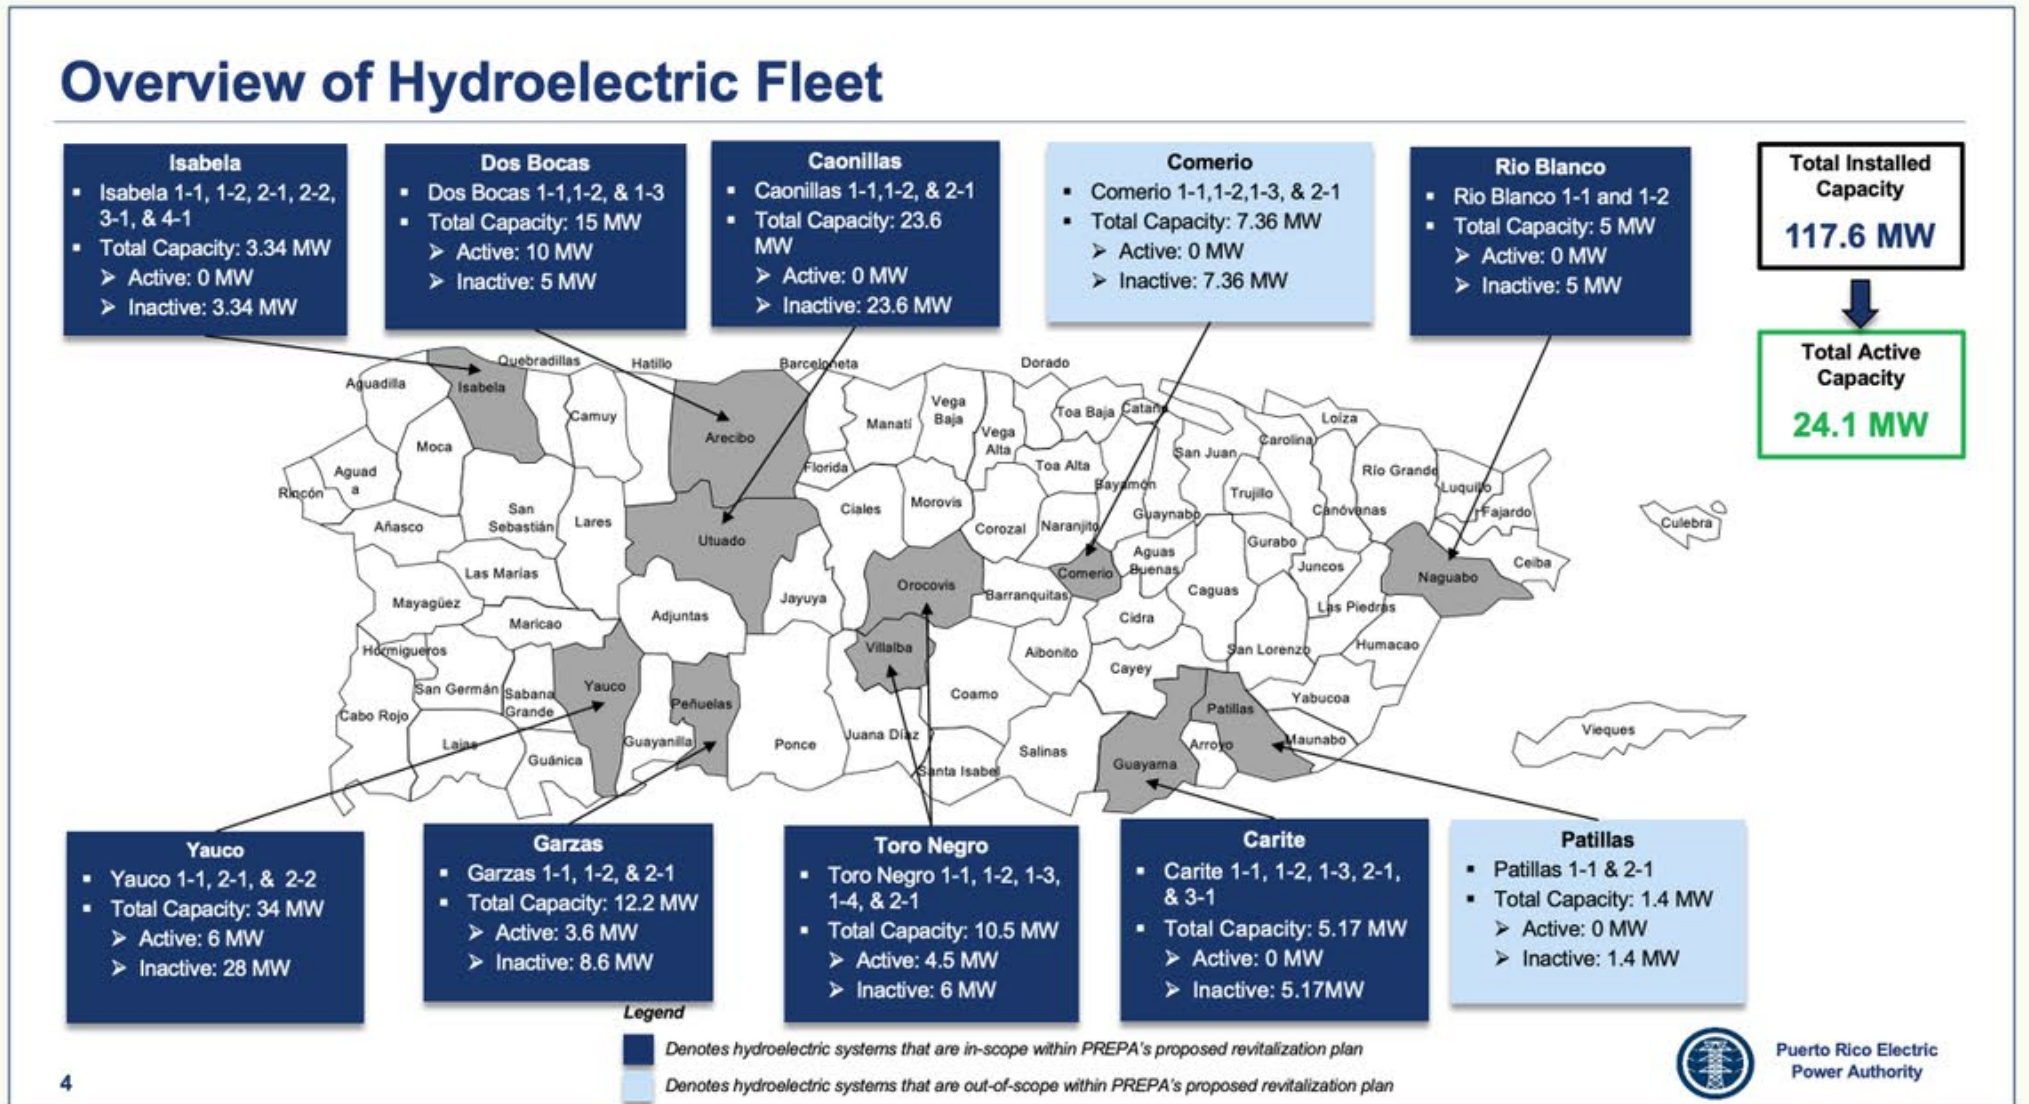 Overview of Hydroelectric Fleet
Isabela
▪ Isabela 1-1, 1-2, 2-1, 2-2,
3-1, & 4-1
▪ Total Capacity: 3.34 MW
➢ Active: 0 MW
➢ Inactive: 3.34 MW
Dos Bocas
▪ Dos Bocas 1-1,1-2, & 1-3
▪ Total Capacity: 15 MW
➢ Active: 10 MW
➢ Inactive: 5 MW
Caonillas
▪ Caonillas 1-1,1-2, & 2-1
▪ Total Capacity: 23.6
MW
➢ Active: 0 MW
➢ Inactive: 23.6 MW
Comerio
▪ Comerio 1-1,1-2,1-3, & 2-1
▪ Total Capacity: 7.36 MW
➢ Active: 0 MW
➢ Inactive: 7.36 MW
Rio Blanco
▪ Rio Blanco 1-1 and 1-2
▪ Total Capacity: 5 MW
➢ Active: 0 MW
➢ Inactive: 5 MW
Total Installed
Capacity
117.6 MW
Total Active
Capacity
24.1 MW
Quebradillas
Hatillo
Barceloneta
Dorado
Aguadilla
Isabela
Camuy
Arecibo
Manatí
Vega
Baja
Vega
Alta
Toa Baja
Cataño
Loíza
Moca
Florida
Toa Alta
San Juan
Carolina
Río Grande
Luquillo
Aguad
a
Rincón
Añasco
San
Sebastián
Lares
Utuado
Ciales
Morovis
Corozal
Naranjito
Bayamón
Guaynabo
Trujillo
Canóvanas
Fajardo
Culebra
Las Marías
Mayagüez
Maricao
Adjuntas
Jayuya
Orocovis
Barranquitas
Comerio
Aguas
Buenas
Caguas
Gurabo
Juncos
Naguabo
Ceiba
Las Piedras
Cidra
Hormigueros
Villalba
Aibonito
Cayey
San Lorenzo
Humacao
San Germán
Sabana
Grande
Yauco
Peñuelas
Coamo
Patillas
Yabucoa
Cabo Rojo
Lajas
Guánica
Guayanilla
Ponce
Juana Díaz
Santa Isabel
Salinas
Guayama
Arroyo
Maunabo
Vieques
Yauco
▪ Yauco 1-1, 2-1, & 2-2
▪ Total Capacity: 34 MW
➢ Active: 6 MW
➢ Inactive: 28 MW
Garzas
▪ Garzas 1-1, 1-2, & 2-1
▪ Total Capacity: 12.2 MW
➢ Active: 3.6 MW
➢ Inactive: 8.6 MW
Toro Negro
▪ Toro Negro 1-1, 1-2, 1-3,
1-4, & 2-1
▪ Total Capacity: 10.5 MW
➢ Active: 4.5 MW
➢ Inactive: 6 MW
Carite
▪ Carite 1-1, 1-2, 1-3, 2-1,
& 3-1
▪ Total Capacity: 5.17 MW
➢ Active: 0 MW
➢ Inactive: 5.17MW
Patillas
▪ Patillas 1-1 & 2-1
▪ Total Capacity: 1.4 MW
➢ Active: 0 MW
➢ Inactive: 1.4 MW
Legend
Denotes hydroelectric systems that are in-scope within PREPA's proposed revitalization plan
Denotes hydroelectric systems that are out-of-scope within PREPA's proposed revitalization plan
4
Puerto Rico Electric
Power Authority